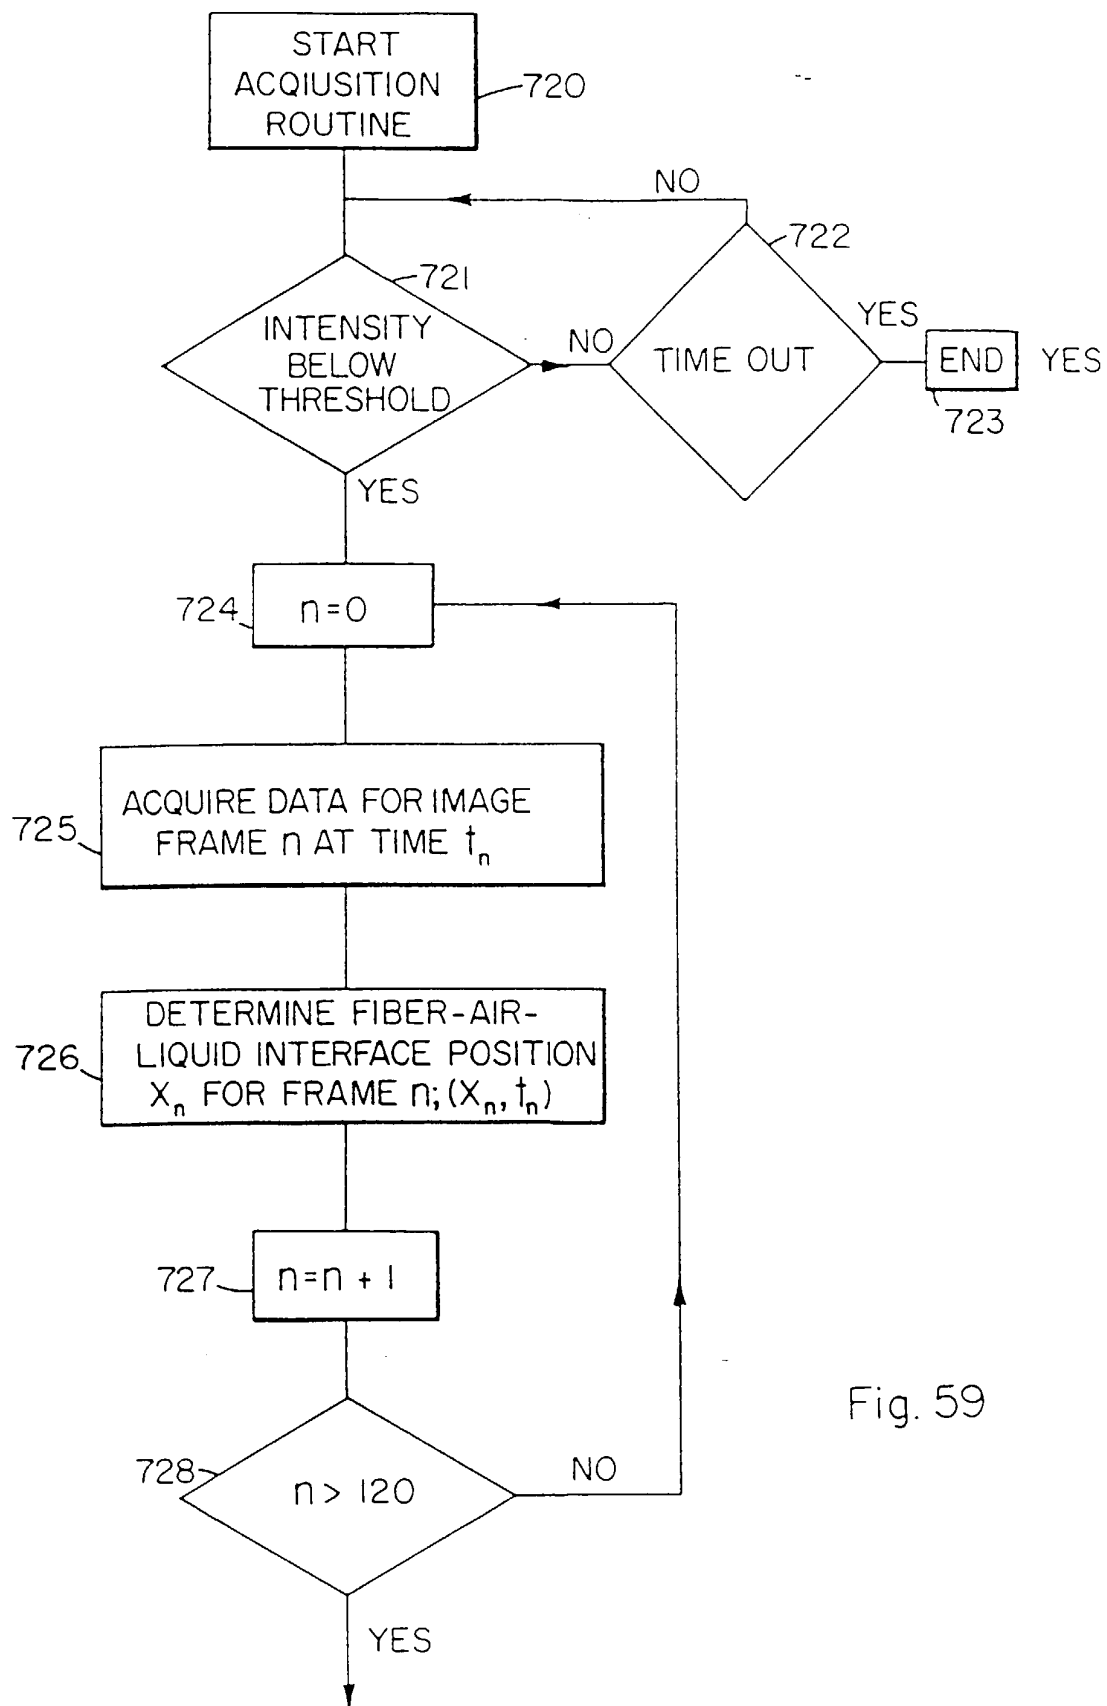 START
ACQIUSITION
ROUTINE
720
NO
722
721
INTENSITY
BELOW
THRESHOLD
NO
TIME OUT
YES
END
YES
723
YES
724
n=0
725
ACQUIRE DATA FOR IMAGE
FRAME n AT TIME tₙ
726
DETERMINE FIBER-AIR-
LIQUID INTERFACE POSITION
Xₙ FOR FRAME n; (Xₙ, tₙ)
727
n=n + 1
728
n > 120
NO
YES
Fig. 59